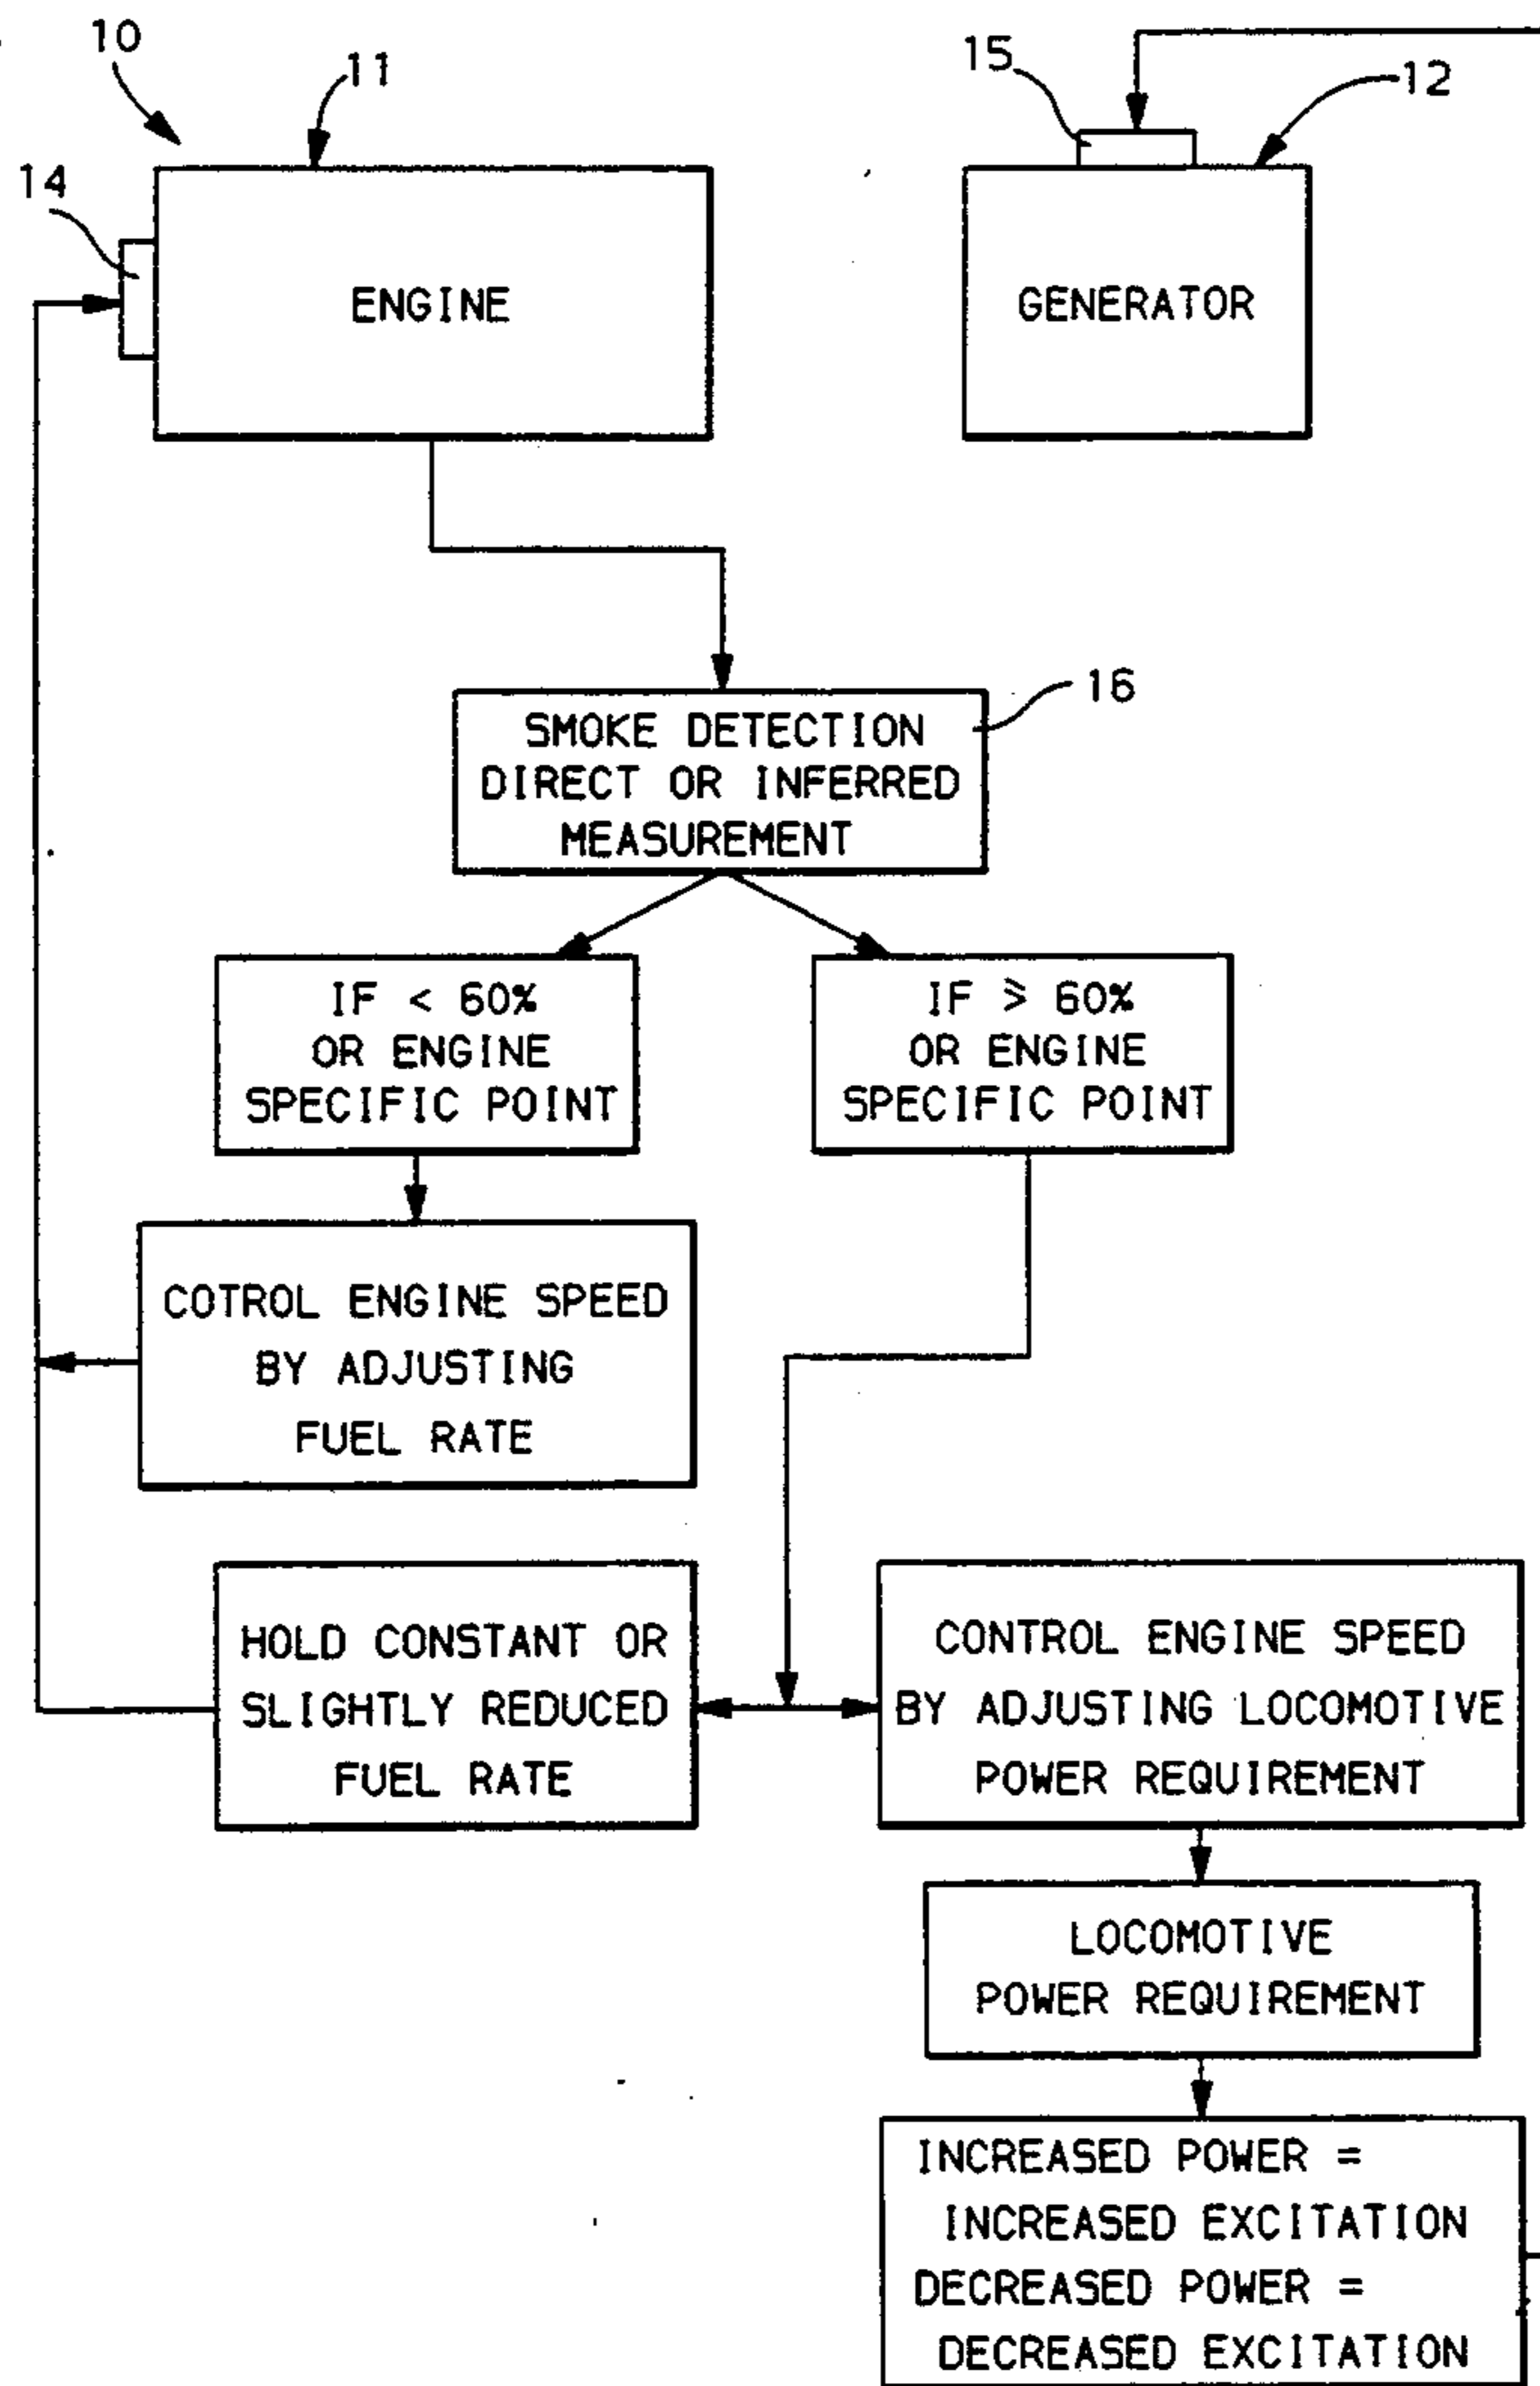 10
11
15
12
14
ENGINE
GENERATOR
16
SMOKE DETECTION
DIRECT OR INFERRED
MEASUREMENT
IF < 60%
OR ENGINE
SPECIFIC POINT
IF ⩾ 60%
OR ENGINE
SPECIFIC POINT
COTROL ENGINE SPEED
BY ADJUSTING
FUEL RATE
HOLD CONSTANT OR
SLIGHTLY REDUCED
FUEL RATE
CONTROL ENGINE SPEED
BY ADJUSTING LOCOMOTIVE
POWER REQUIREMENT
LOCOMOTIVE
POWER REQUIREMENT
INCREASED POWER =
INCREASED EXCITATION
DECREASED POWER =
DECREASED EXCITATION